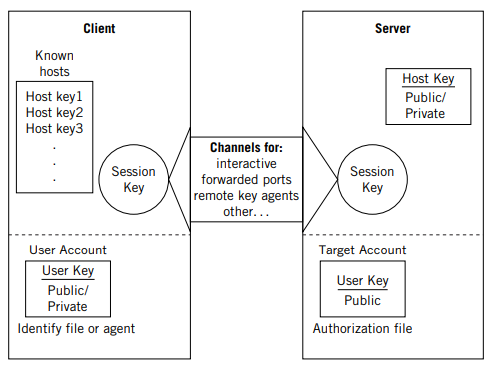 Client
Known
hosts
Host key1
Host key2
Host key3
.
.
.
Session
Key
User Account
User Key
Public/
Private
Identify file or agent
Channels for:
interactive
forwarded ports
remote key agents
other. . .
Server
Host Key
Public/
Private
Session
Key
Target Account
User Key
Public
Authorization file